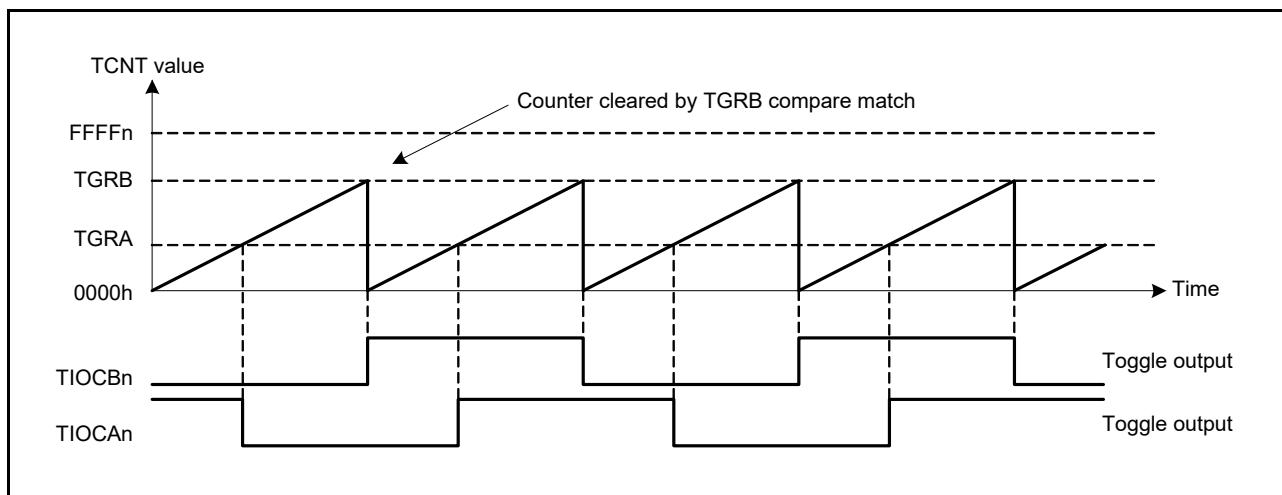 TCNT value
Counter cleared by TGRB compare match
FFFFn
TGRB
TGRA
0000h
Time
TIOCBn
Toggle output
TIOCAn
Toggle output